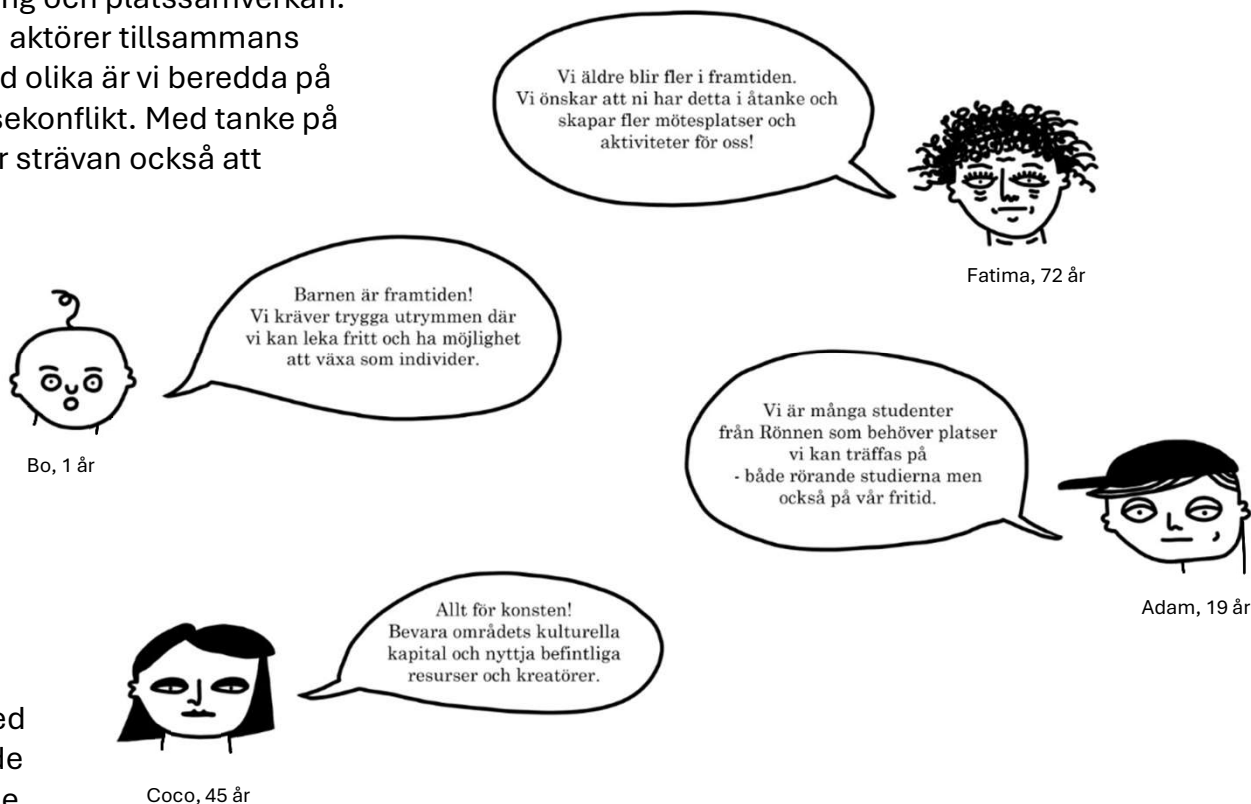 ng och platssamverkan.
aktörer tillsammans
d olika är vi beredda på
sekonflikt. Med tanke på
r strävan också att
Vi äldre blir fler i framtiden.
Vi önskar att ni har detta i åtanke och
skapar fler mötesplatser och
aktiviteter för oss!
Fatima, 72 år
Barnen är framtiden!
Vi kräver trygga utrymmen där
vi kan leka fritt och ha möjlighet
att växa som individer.
Bo, 1 år
Vi är många studenter
från Rönnen som behöver platser
vi kan träffas på
- både rörande studierna men
också på vår fritid.
Adam, 19 år
Allt för konsten!
Bevara områdets kulturella
kapital och nyttja befintliga
resurser och kreatörer.
Coco, 45 år
ed
de
e